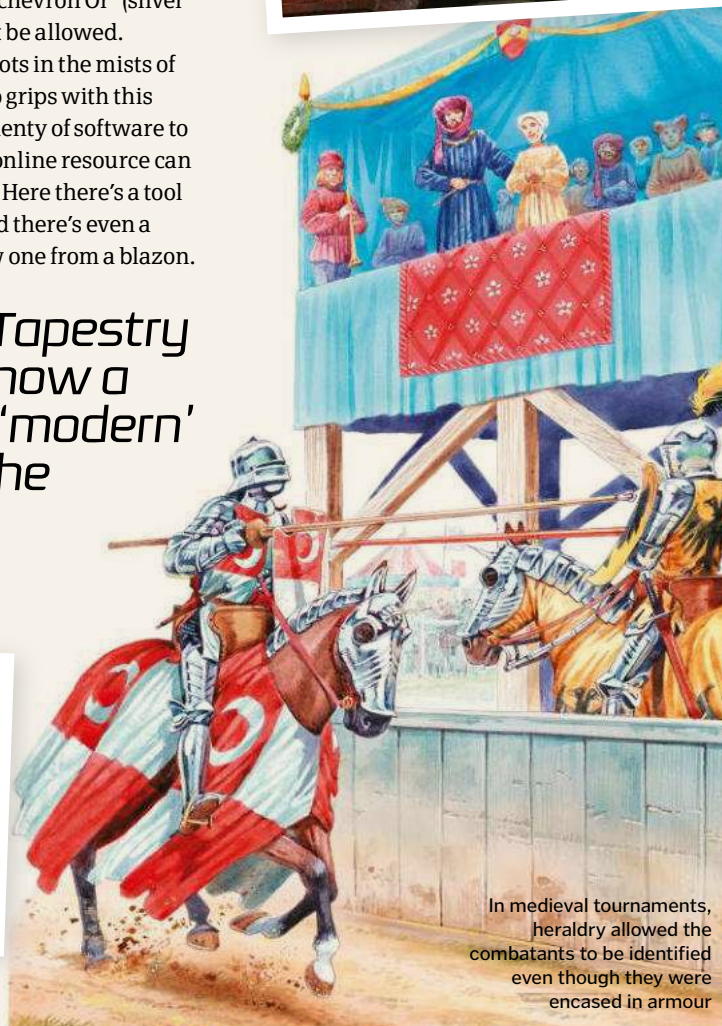 chevron Or" (silver
be allowed.
ots in the mists of
grips with this
enty of software to
online resource can
Here there's a tool
d there's even a
one from a blazon.
Tapestry
now a
'modern'
he
In medieval tournaments,
heraldry allowed the
combatants to be identified
even though they were
encased in armour